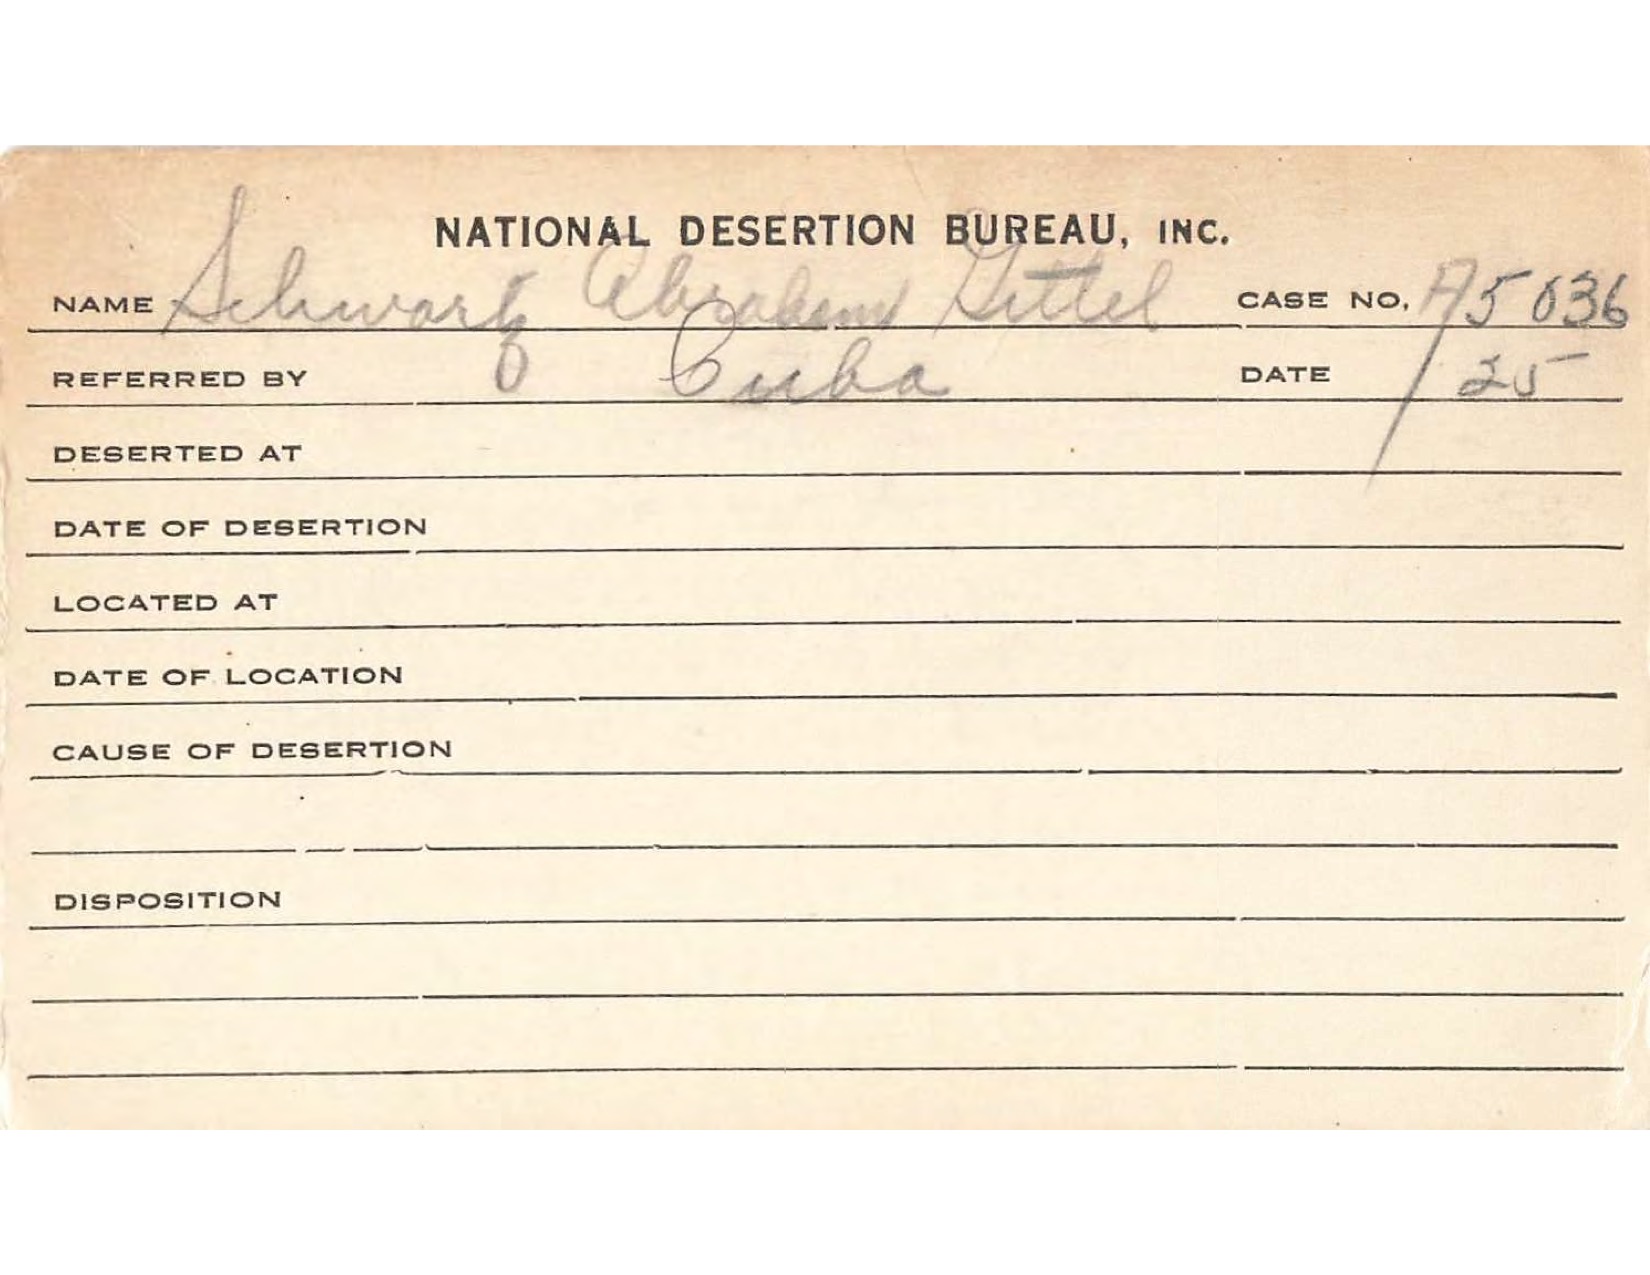 NATIONAL DESERTION BUREAU, INC.
NAME Schwartz Abraham Gittel CASE NO. A5036
REFERRED BY Cuba DATE 25
DESERTED AT
DATE OF DESERTION
LOCATED AT
DATE OF LOCATION
CAUSE OF DESERTION
DISPOSITION